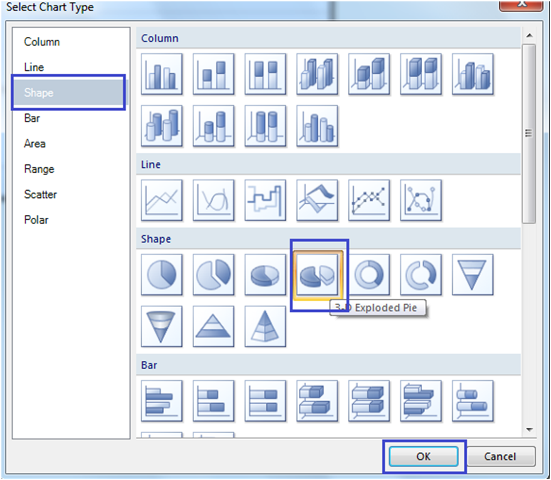 Select Chart Type
Column
Line
Shape
Bar
Area
Range
Scatter
Polar
Column
Line
Shape
3-D Exploded Pie
Bar
OK
Cancel